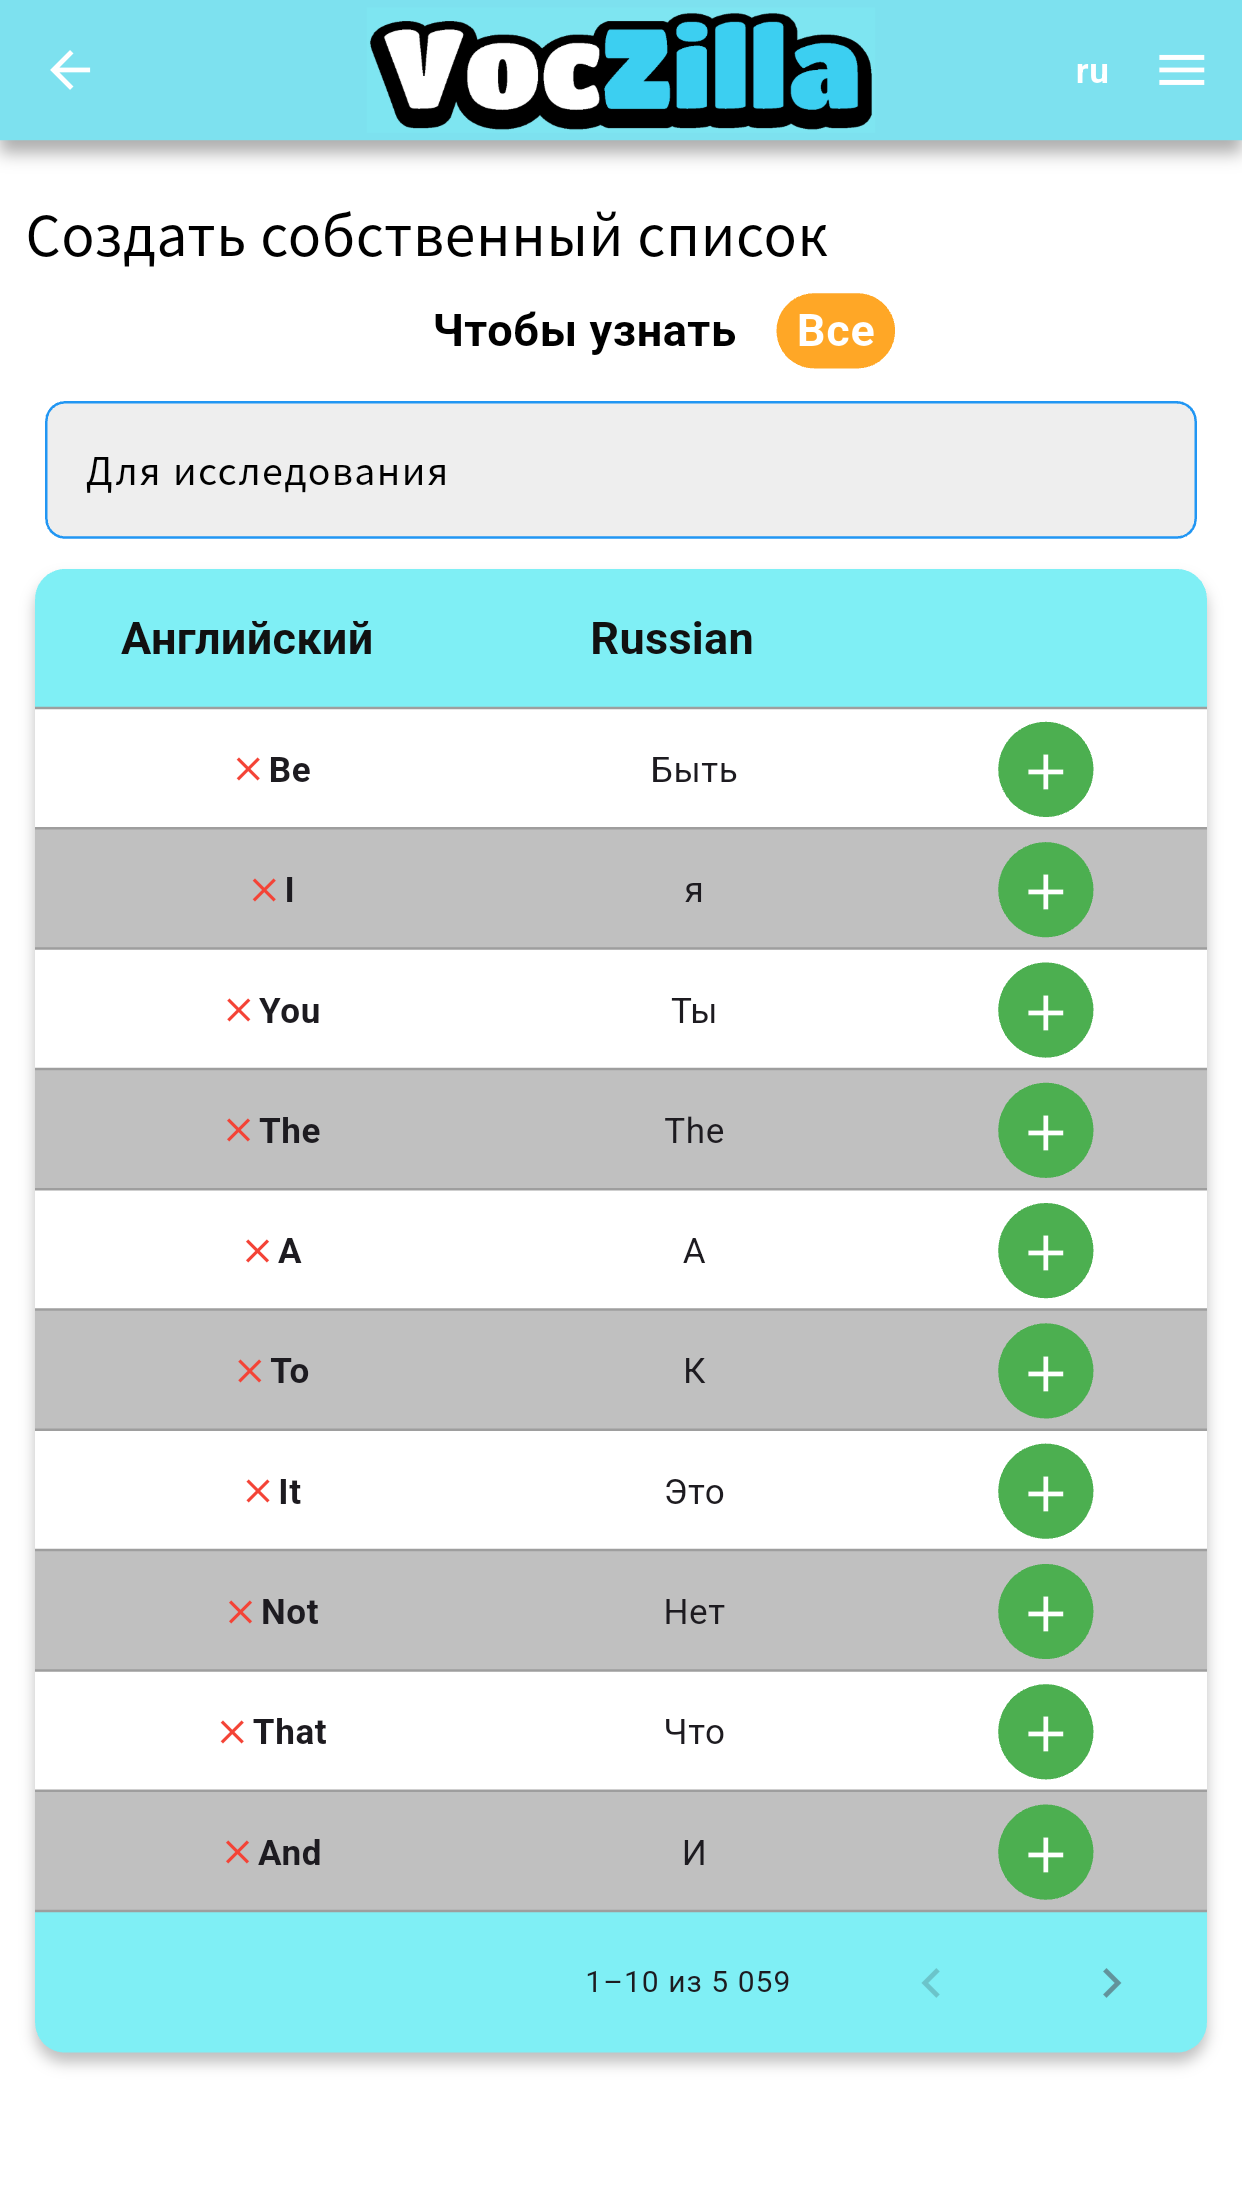 VocZilla
ru
Создать собственный список
Чтобы узнать Все
Для исследования
Английский Russian
Be Быть
I я
You Ты
The The
A А
To К
It Это
Not Нет
That Что
And И
1–10 из 5 059